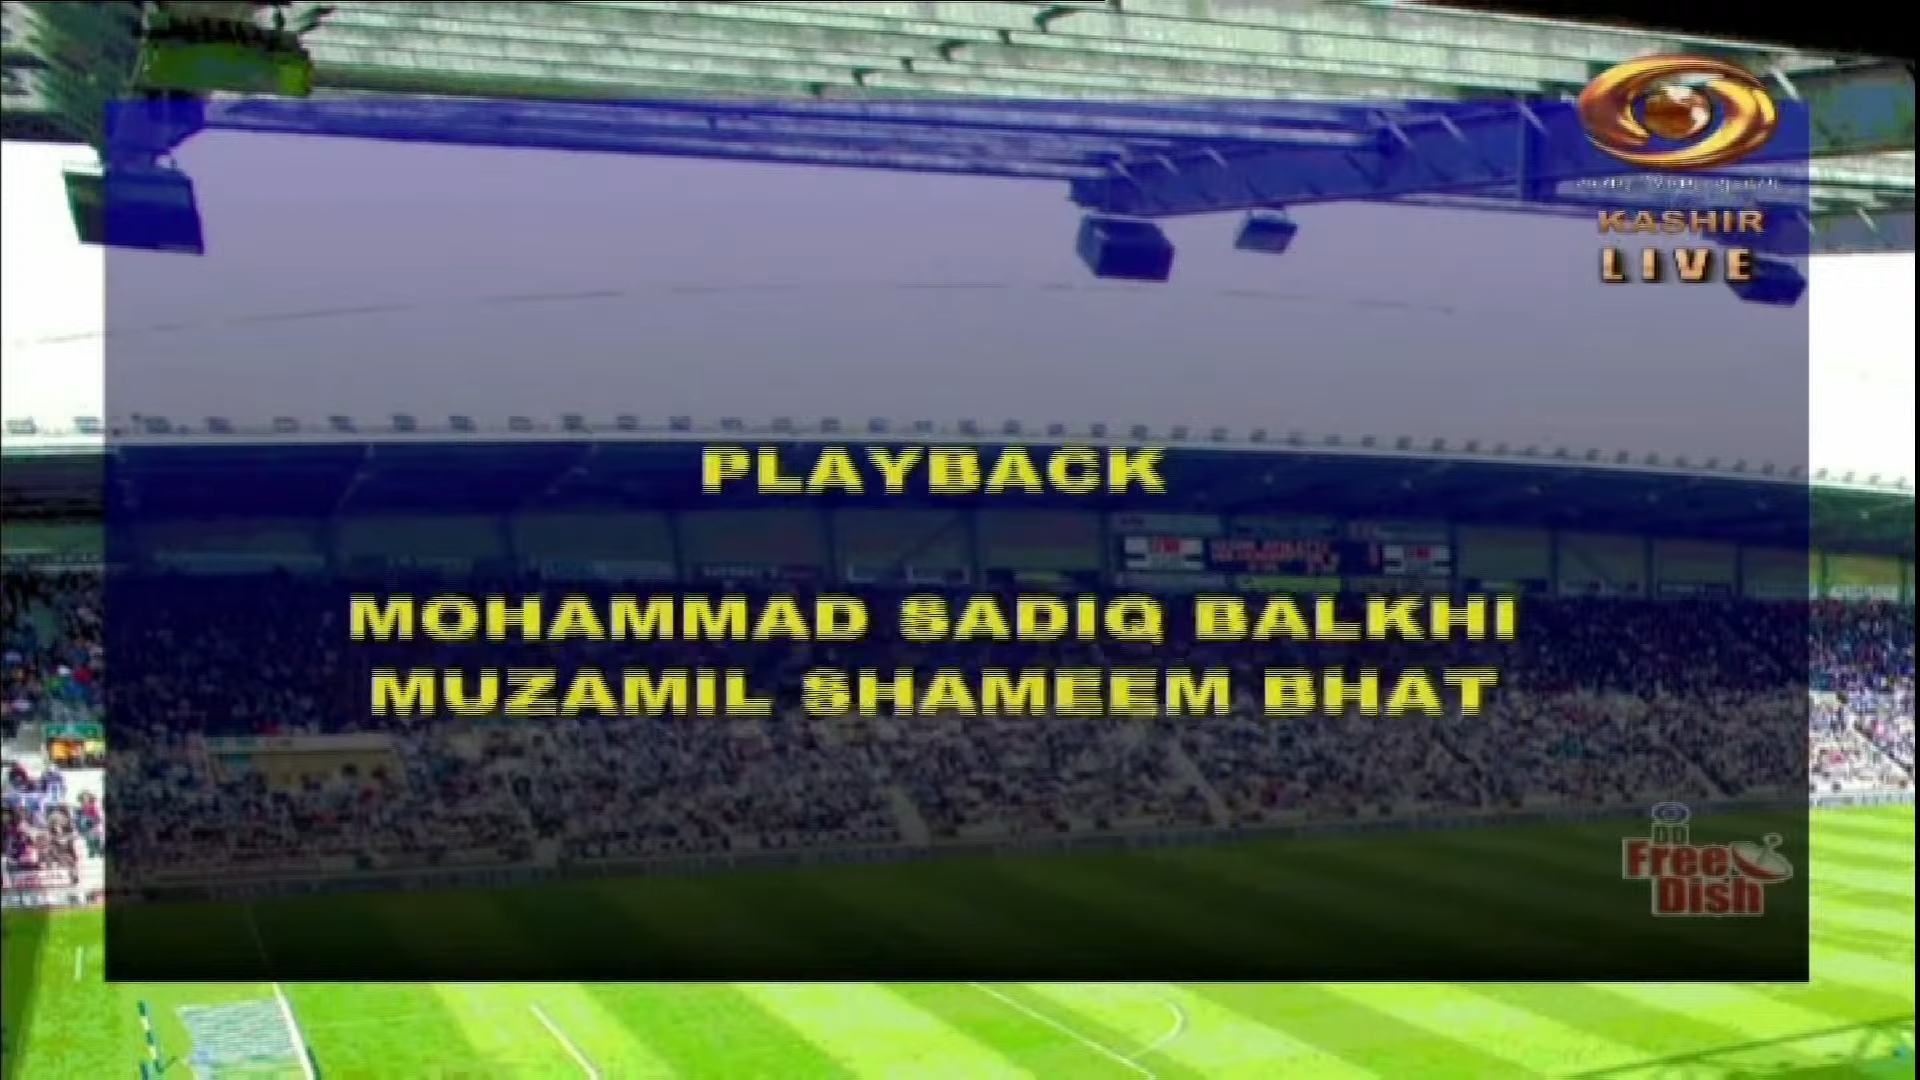 KASHIR
LIVE
PLAYBACK
MOHAMMAD SADIQ BALKHI
MUZAMIL SHAMEEM BHAT
DD
Free
Dish